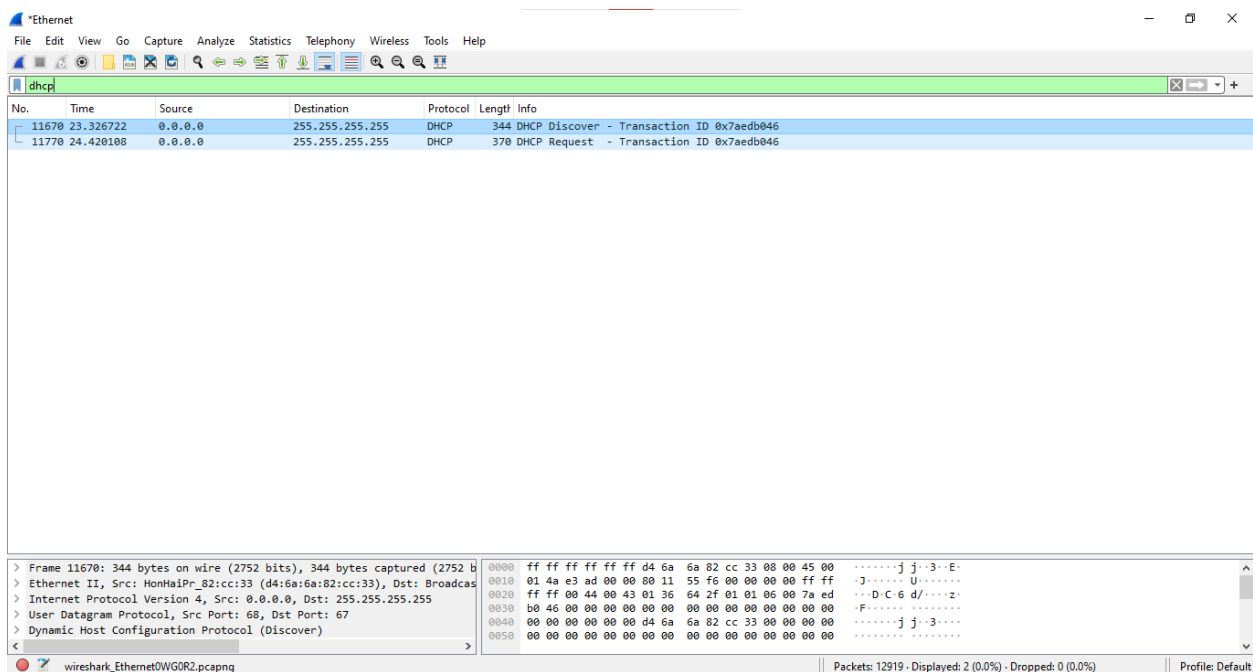 *Ethernet
File Edit View Go Capture Analyze Statistics Telephony Wireless Tools Help
dhcp
No. Time Source Destination Protocol Length Info
11670 23.326722 0.0.0.0 255.255.255.255 DHCP 344 DHCP Discover - Transaction ID 0x7aedb046
11770 24.420108 0.0.0.0 255.255.255.255 DHCP 370 DHCP Request - Transaction ID 0x7aedb046
> Frame 11670: 344 bytes on wire (2752 bits), 344 bytes captured (2752 b
> Ethernet II, Src: HonHaiPr_82:cc:33 (d4:6a:6a:82:cc:33), Dst: Broadcas
> Internet Protocol Version 4, Src: 0.0.0.0, Dst: 255.255.255.255
> User Datagram Protocol, Src Port: 68, Dst Port: 67
> Dynamic Host Configuration Protocol (Discover)
0000 ff ff ff ff ff ff d4 6a 6a 82 cc 33 08 00 45 00 ·······j j··3··E·
0010 01 4a e3 ad 00 00 80 11 55 f6 00 00 00 00 ff ff ·J······ U·······
0020 ff ff 00 44 00 43 01 36 64 2f 01 01 06 00 7a ed ···D·C·6 d/····z·
0030 b0 46 00 00 00 00 00 00 00 00 00 00 00 00 00 00 ·F······ ········
0040 00 00 00 00 00 00 d4 6a 6a 82 cc 33 00 00 00 00 ·······j j··3····
0050 00 00 00 00 00 00 00 00 00 00 00 00 00 00 00 00 ········ ········
wireshark_Ethernet0WG0R2.pcapng Packets: 12919 · Displayed: 2 (0.0%) · Dropped: 0 (0.0%) Profile: Default